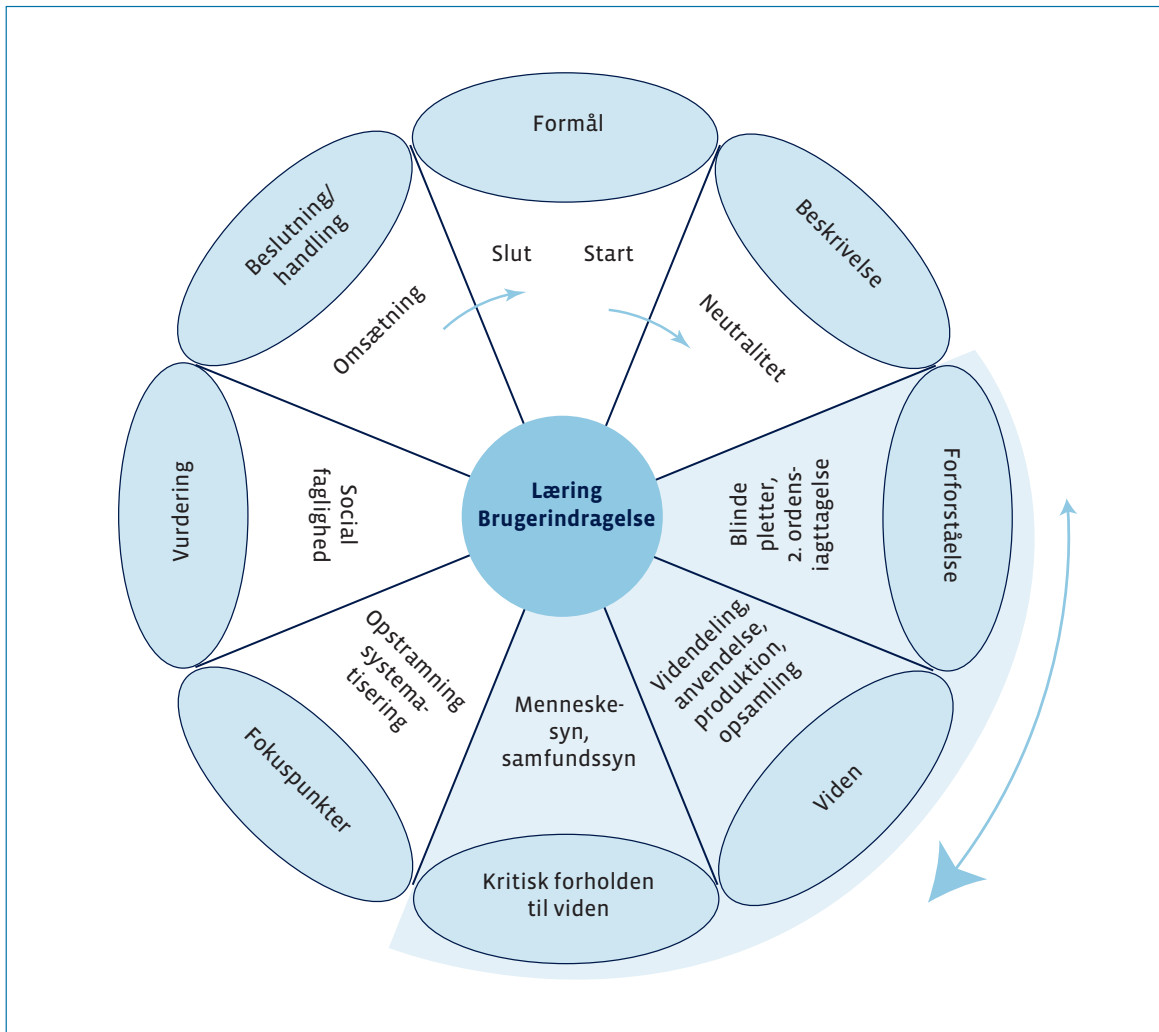 Formål
Slut
Start
Beskrivelse
Neutralitet
Forforståelse
Blinde
pletter,
2. ordens-
iagttagelse
Viden
Videndeling,
anvendelse,
produktion,
opsamling
Kritisk forholden
til viden
Menneske-
syn,
samfundssyn
Fokuspunkter
Opstramning
systema-
tisering
Vurdering
Social
faglighed
Beslutning/
handling
Omsætning
Læring
Brugerindragelse